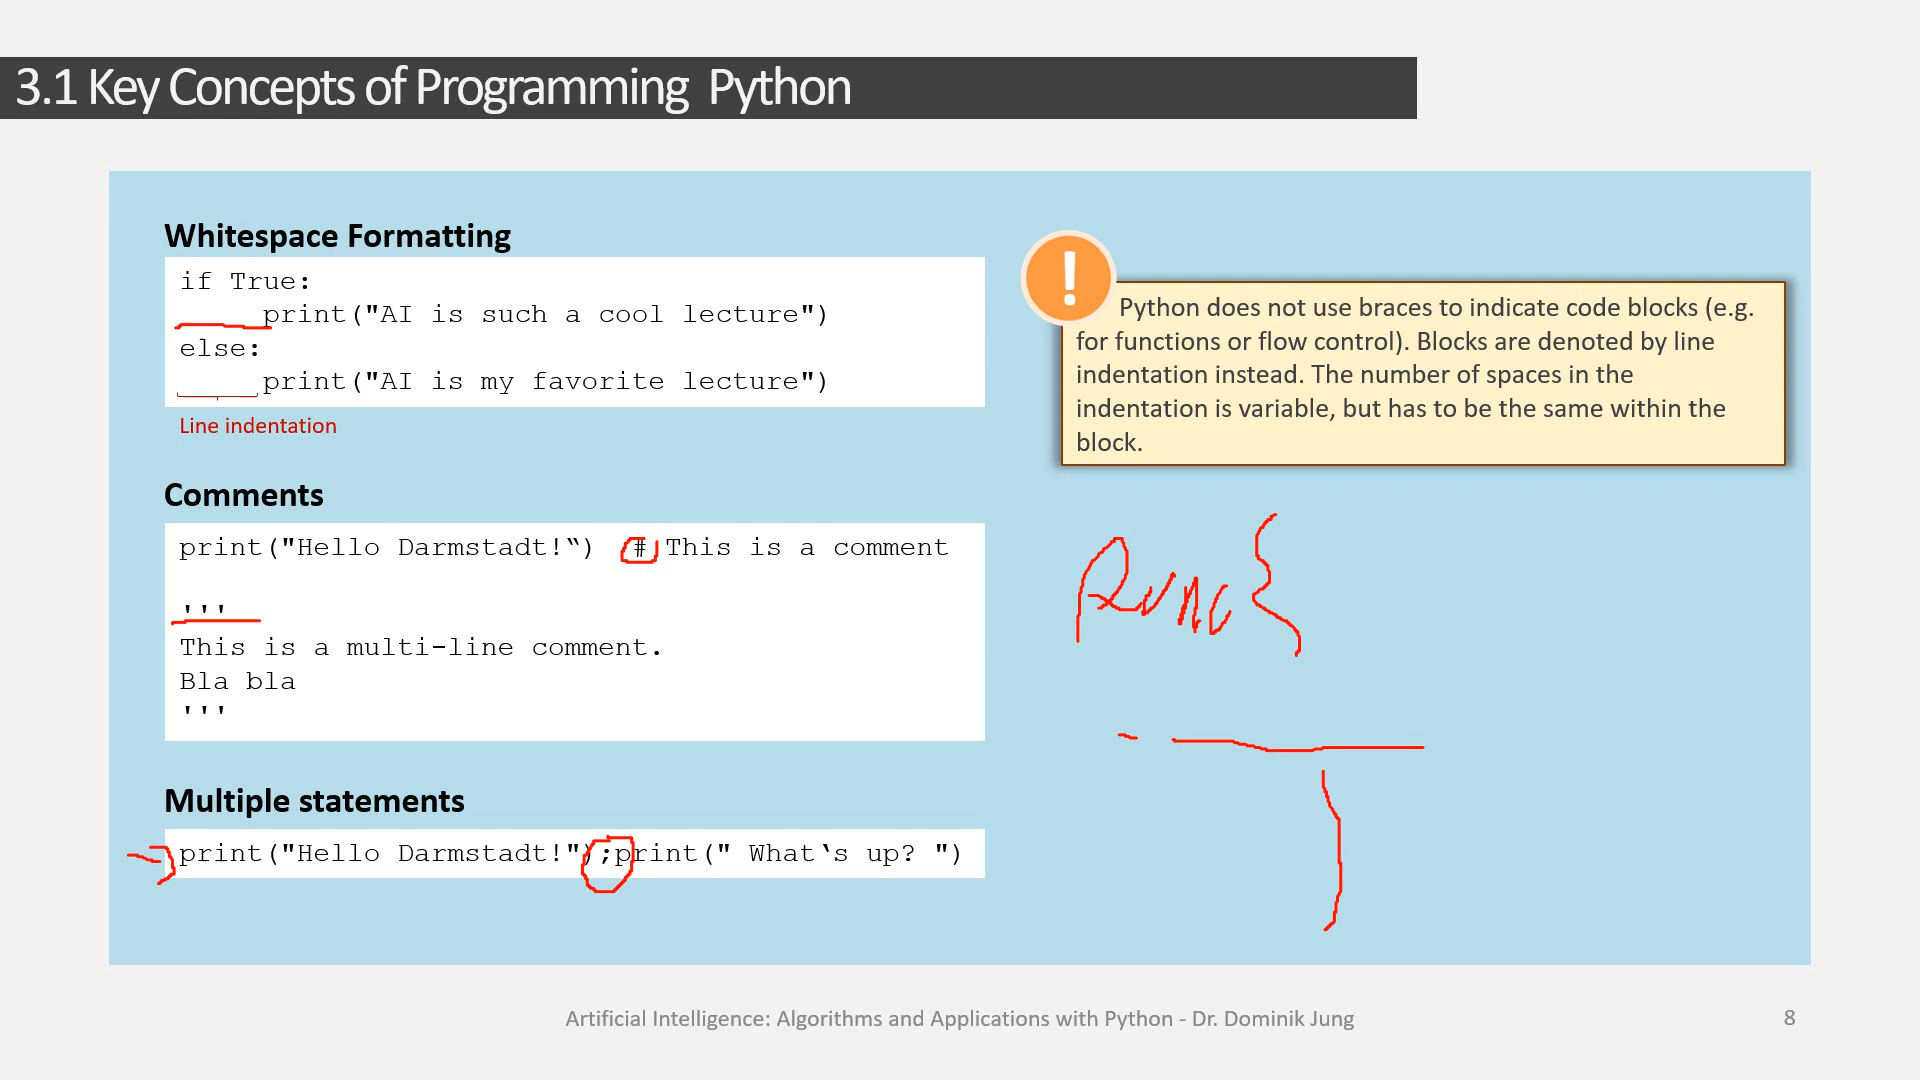 3.1 Key Concepts of Programming Python
Whitespace Formatting
if True:
print("AI is such a cool lecture")
else:
print("AI is my favorite lecture")
Line indentation
Comments
print("Hello Darmstadt!“) # This is a comment
'''
This is a multi-line comment.
Bla bla
'''
Multiple statements
print("Hello Darmstadt!");print(" What‘s up? ")
!
Python does not use braces to indicate code blocks (e.g.
for functions or flow control). Blocks are denoted by line
indentation instead. The number of spaces in the
indentation is variable, but has to be the same within the
block.
Artificial Intelligence: Algorithms and Applications with Python - Dr. Dominik Jung
8